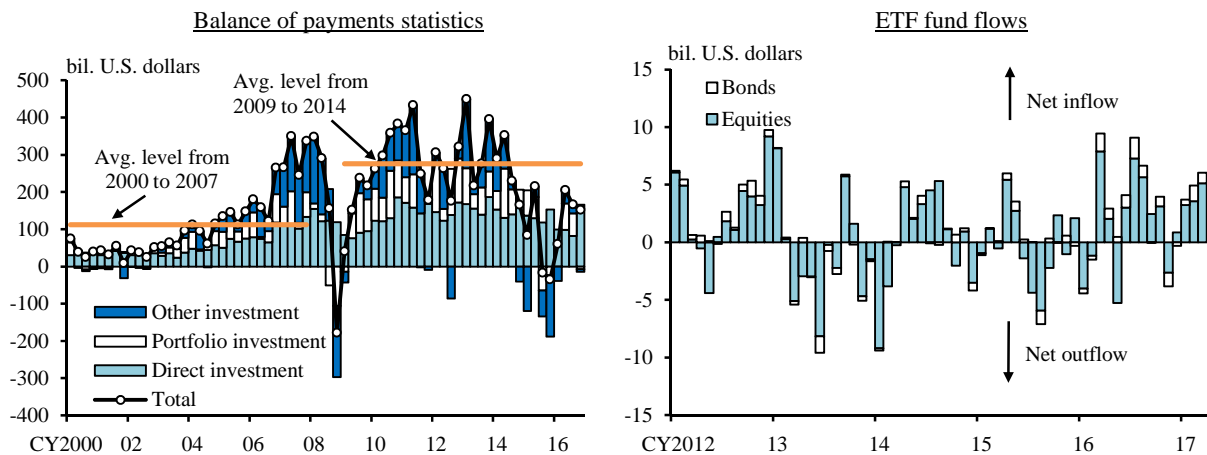 Balance of payments statistics
bil. U.S. dollars
500
400
300
200
100
0
-100
-200
-300
-400
Avg. level from
2009 to 2014
Avg. level from
2000 to 2007
Other investment
Portfolio investment
Direct investment
Total
CY2000 02 04 06 08 10 12 14 16
ETF fund flows
bil. U.S. dollars
15
10
5
0
-5
-10
-15
Bonds
Equities
Net inflow
Net outflow
CY2012 13 14 15 16 17